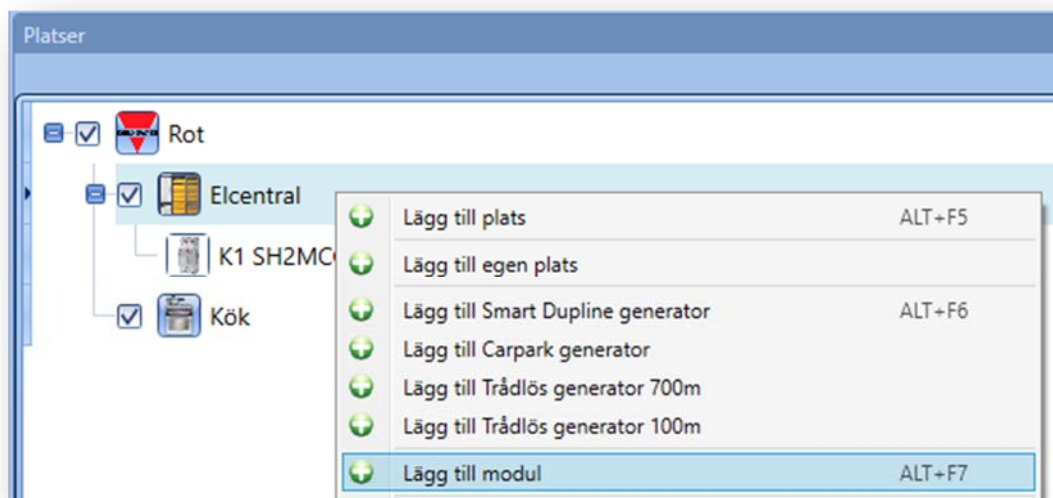 Platser
Rot
Elcentral
K1 SH2MC
Kök
Lägg till plats ALT+F5
Lägg till egen plats
Lägg till Smart Dupline generator ALT+F6
Lägg till Carpark generator
Lägg till Trådlös generator 700m
Lägg till Trådlös generator 100m
Lägg till modul ALT+F7